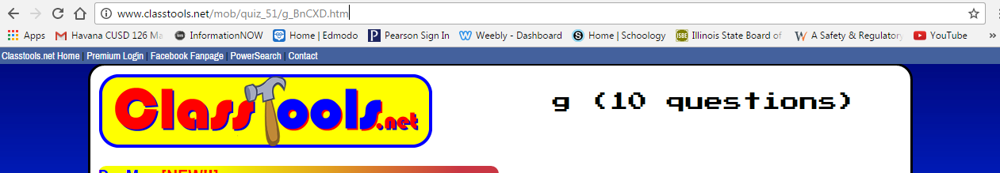 www.classtools.net/mob/quiz_51/g_BnCXD.htm
Apps Havana CUSD 126 Ma InformationNOW Home | Edmodo Pearson Sign In Weebly - Dashboard Home | Schoology Illinois State Board of A Safety & Regulatory YouTube »
Classtools.net Home | Premium Login | Facebook Fanpage | PowerSearch | Contact
ClassTools.net
g (10 questions)
[NEW!!]